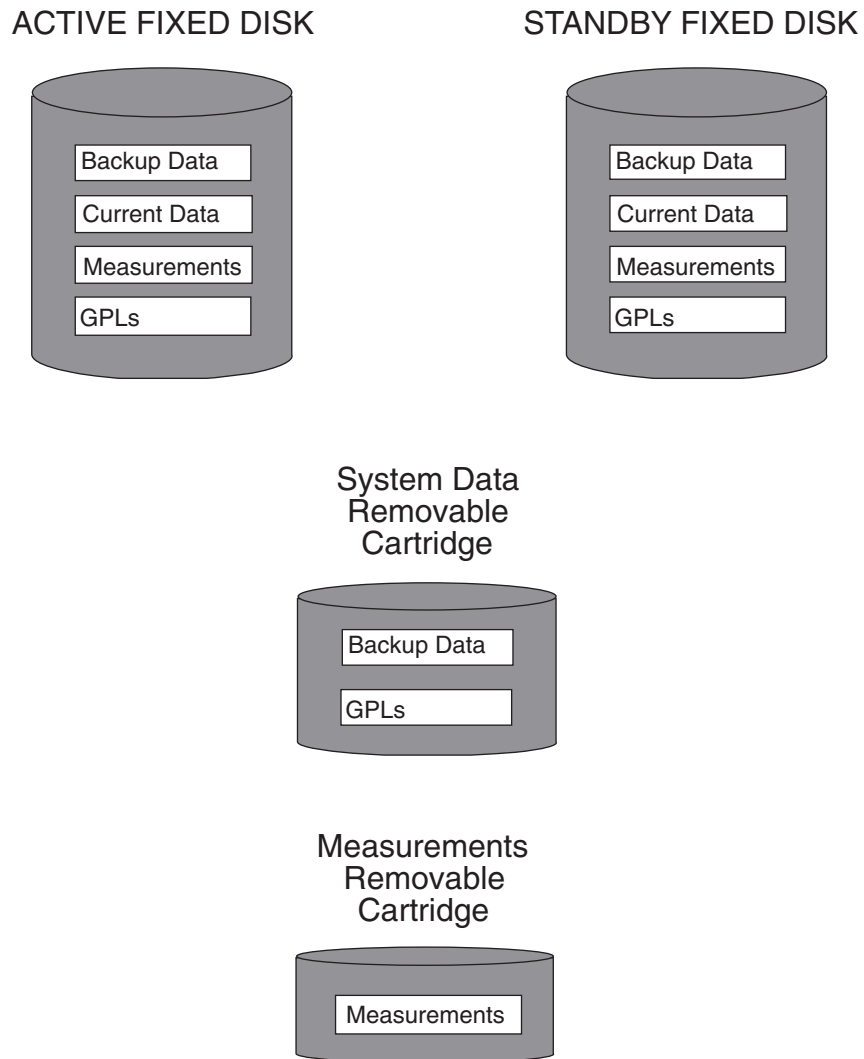 ACTIVE FIXED DISK
STANDBY FIXED DISK
Backup Data
Current Data
Measurements
GPLs
Backup Data
Current Data
Measurements
GPLs
System Data
Removable
Cartridge
Backup Data
GPLs
Measurements
Removable
Cartridge
Measurements